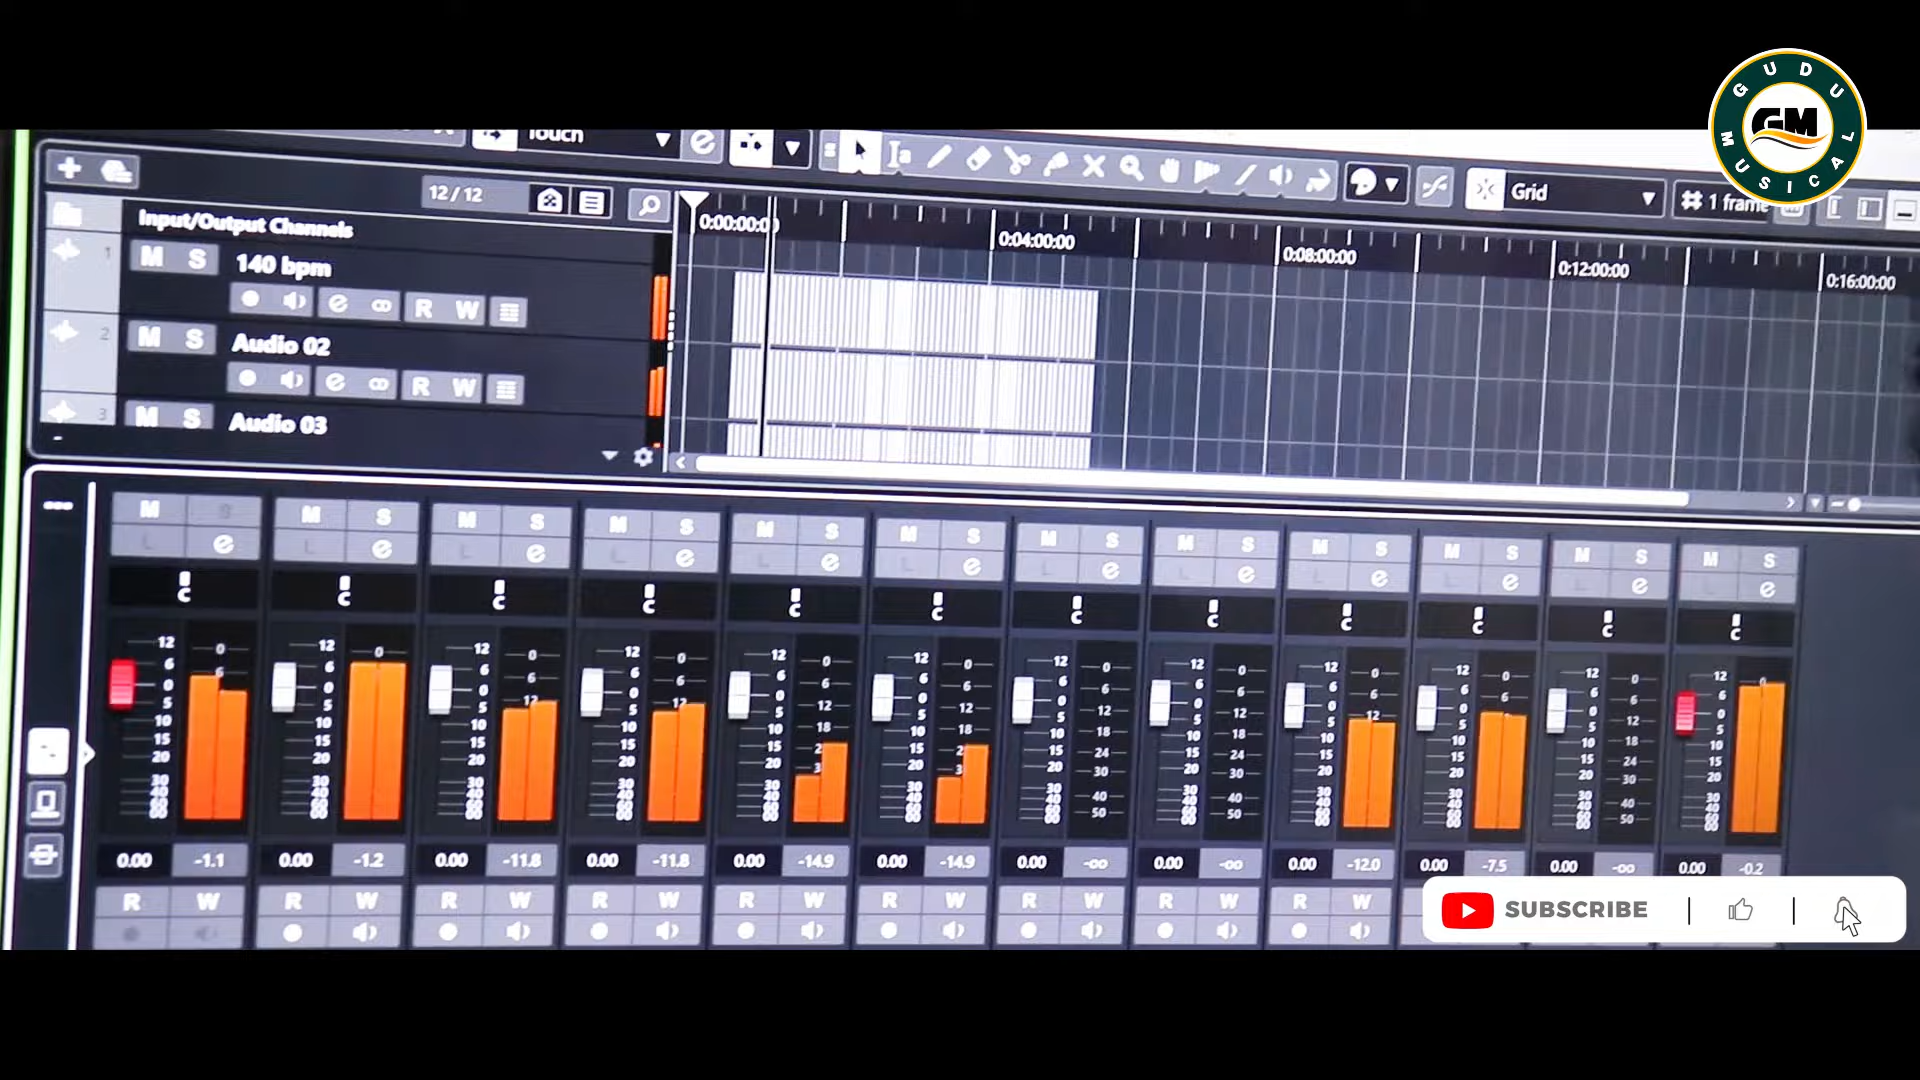 GUDU MUSICAL
GM
Touch
Grid
1 frame
12 / 12
Input/Output Channels
0:00:00:00
0:04:00:00
0:08:00:00
0:12:00:00
0:16:00:00
1 M S 140 bpm
R W
2 M S Audio 02
R W
3 M S Audio 03
M S M S M S M S M S M S M S M S M S M S M S M S
C C C C C C C C C C C C
0.00 -1.1 0.00 -1.2 0.00 -11.8 0.00 -11.8 0.00 -14.9 0.00 -14.9 0.00 -oo 0.00 -oo 0.00 -12.0 0.00 -7.5 0.00 -oo 0.00 -0.2
R W R W R W R W R W R W R W R W R W
SUBSCRIBE